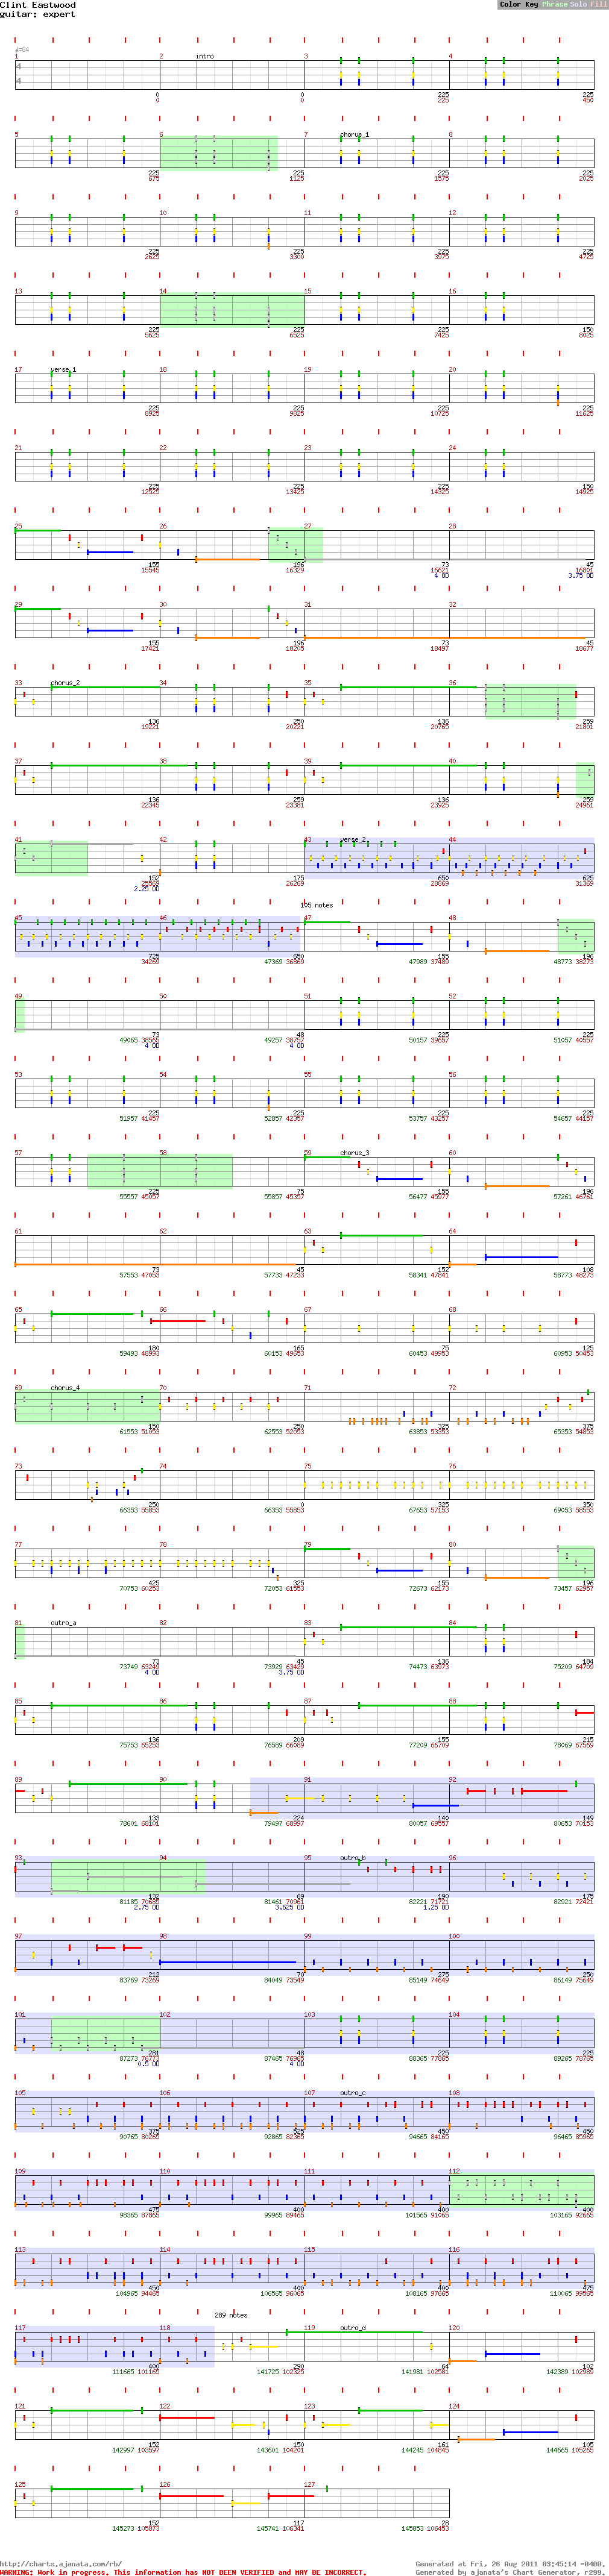 Clint Eastwood
guitar: expert
Color Key Phrase Solo Fill
♩=84
1 2 intro 3 4
4
4
0 0 225 225
0 0 225 450
5 6 7 chorus_1 8
225 225 225 225
675 1125 1575 2025
9 10 11 12
225 225 225 225
2625 3300 3975 4725
13 14 15 16
225 225 225 150
5625 6525 7425 8025
17 verse_1 18 19 20
225 225 225 225
8925 9825 10725 11625
21 22 23 24
225 225 225 150
12525 13425 14325 14925
25 26 27 28
155 196 73 45
15545 16329 16621 16801
4 OD 3.75 OD
29 30 31 32
155 196 73 45
17421 18205 18497 18677
33 chorus_2 34 35 36
136 250 136 259
19221 20221 20765 21801
37 38 39 40
136 259 136 259
22345 23381 23925 24961
41 42 43 verse_2 44
152 175 650 625
25569 26269 28869 31369
2.25 OD
105 notes
45 46 47 48
725 650 155 196
34269 47369 36869 47989 37489 48773 38273
49 50 51 52
73 48 225 225
49065 38565 49257 38757 50157 39657 51057 40557
4 OD 4 OD
53 54 55 56
225 225 225 225
51957 41457 52857 42357 53757 43257 54657 44157
57 58 59 chorus_3 60
225 75 155 196
55557 45057 55857 45357 56477 45977 57261 46761
61 62 63 64
73 45 152 108
57553 47053 57733 47233 58341 47841 58773 48273
65 66 67 68
180 165 75 125
59493 48993 60153 49653 60453 49953 60953 50453
69 chorus_4 70 71 72
150 250 325 375
61553 51053 62553 52053 63853 53353 65353 54853
73 74 75 76
250 0 325 350
66353 55853 66353 55853 67653 57153 69053 58553
77 78 79 80
425 325 155 196
70753 60253 72053 61553 72673 62173 73457 62957
81 outro_a 82 83 84
73 45 136 184
73749 63249 73929 63429 74473 63973 75209 64709
4 OD 3.75 OD
85 86 87 88
136 209 155 215
75753 65253 76589 66089 77209 66709 78069 67569
89 90 91 92
133 224 140 149
78601 68101 79497 68997 80057 69557 80653 70153
93 94 95 outro_b 96
132 69 190 175
81185 70685 81461 70961 82221 71721 82921 72421
2.75 OD 3.625 OD 1.25 OD
97 98 99 100
212 70 275 250
83769 73269 84049 73549 85149 74649 86149 75649
101 102 103 104
281 48 225 225
87273 76773 87465 76965 88365 77865 89265 78765
0.5 OD 4 OD
105 106 107 outro_c 108
375 525 450 450
90765 80265 92865 82365 94665 84165 96465 85965
109 110 111 112
475 400 400 400
98365 87865 99965 89465 101565 91065 103165 92665
113 114 115 116
450 400 400 475
104965 94465 106565 96065 108165 97665 110065 99565
289 notes
117 118 119 outro_d 120
400 290 64 102
111665 101165 141725 102325 141981 102581 142389 102989
121 122 123 124
152 150 161 105
142997 103597 143601 104201 144245 104845 144665 105265
125 126 127
152 117 28
145273 105873 145741 106341 145853 106453
http://charts.ajanata.com/rb/ Generated at Fri, 26 Aug 2011 03:45:14 -0400.
WARNING: Work in progress. This information has NOT BEEN VERIFIED and MAY BE INCORRECT. Generated by ajanata's Chart Generator, r299.